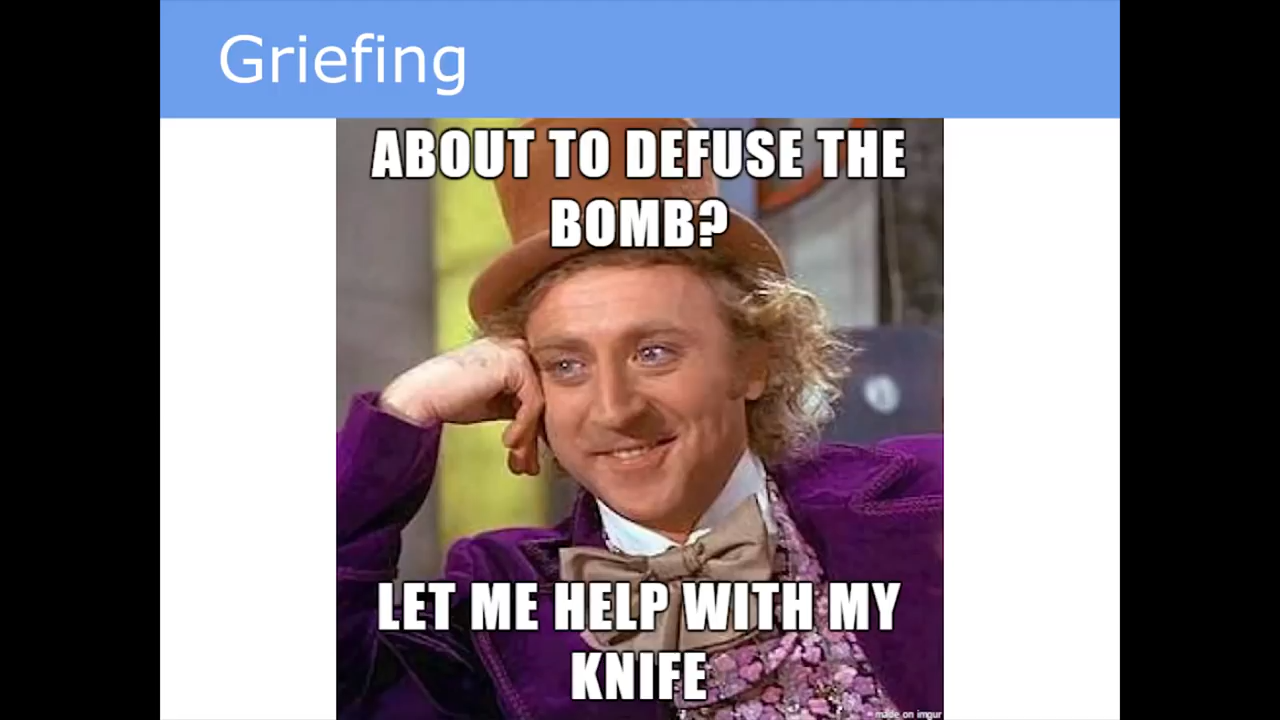 Griefing
ABOUT TO DEFUSE THE
BOMB?
LET ME HELP WITH MY
KNIFE
made on imgur